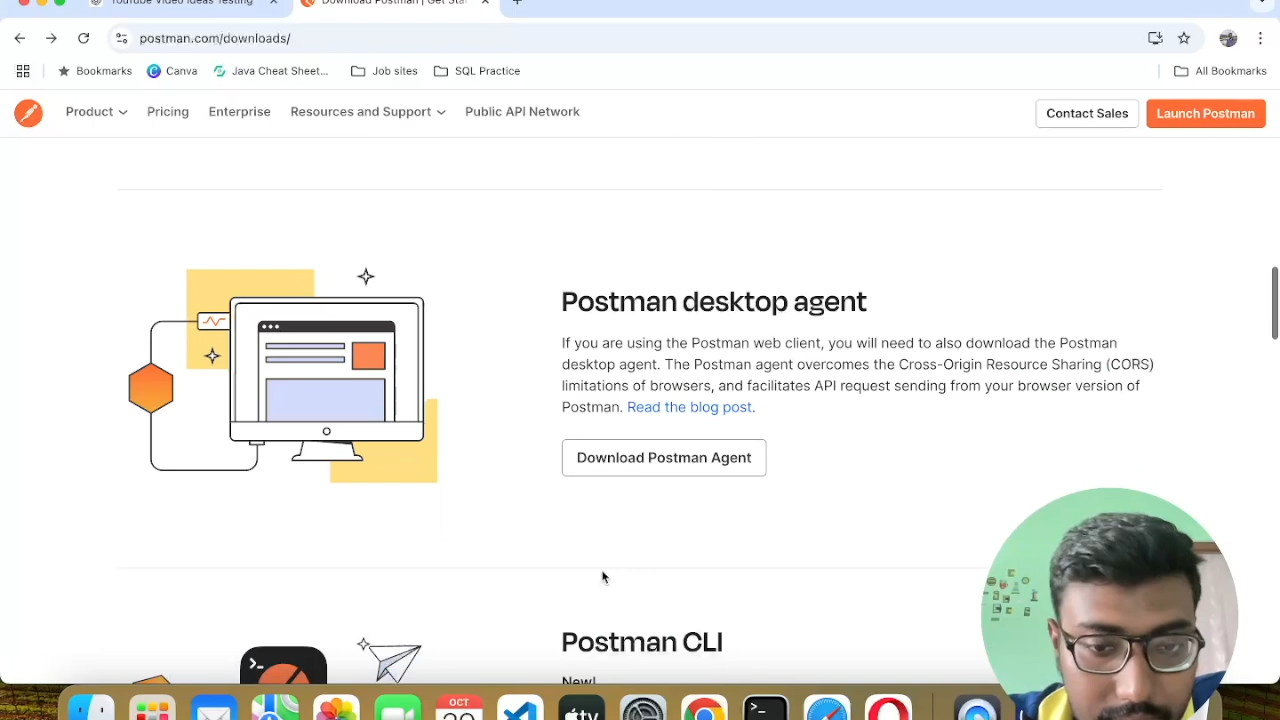 YouTube Video Ideas Testing
Download Postman | Get Star
postman.com/downloads/
Bookmarks
Canva
Java Cheat Sheet...
Job sites
SQL Practice
All Bookmarks
Product
Pricing
Enterprise
Resources and Support
Public API Network
Contact Sales
Launch Postman
Postman desktop agent
If you are using the Postman web client, you will need to also download the Postman
desktop agent. The Postman agent overcomes the Cross-Origin Resource Sharing (CORS)
limitations of browsers, and facilitates API request sending from your browser version of
Postman. Read the blog post.
Download Postman Agent
Postman CLI
New!
OCT
tv